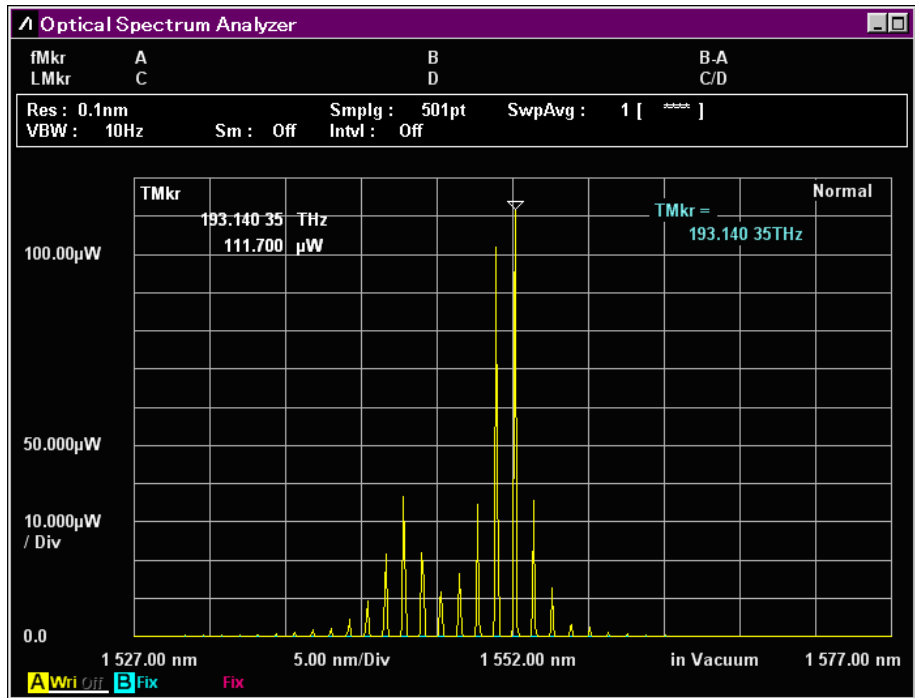 Optical Spectrum Analyzer
fMkr A B B-A
LMkr C D C/D
Res : 0.1nm Smplg : 501pt SwpAvg : 1 [ **** ]
VBW : 10Hz Sm : Off Intvl : Off
TMkr Normal
193.140 35 THz TMkr =
111.700 µW 193.140 35THz
100.00µW
50.000µW
10.000µW
/ Div
0.0
1 527.00 nm 5.00 nm/Div 1 552.00 nm in Vacuum 1 577.00 nm
A Wri Off B Fix Fix